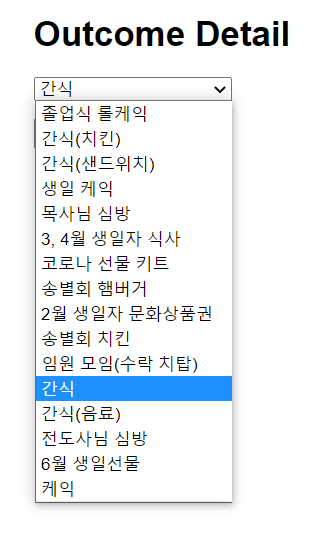 Outcome Detail
간식
졸업식 롤케익
간식(치킨)
간식(샌드위치)
생일 케익
목사님 심방
3, 4월 생일자 식사
코로나 선물 키트
송별회 햄버거
2월 생일자 문화상품권
송별회 치킨
임원 모임(수락 치탑)
간식
간식(음료)
전도사님 심방
6월 생일선물
케익